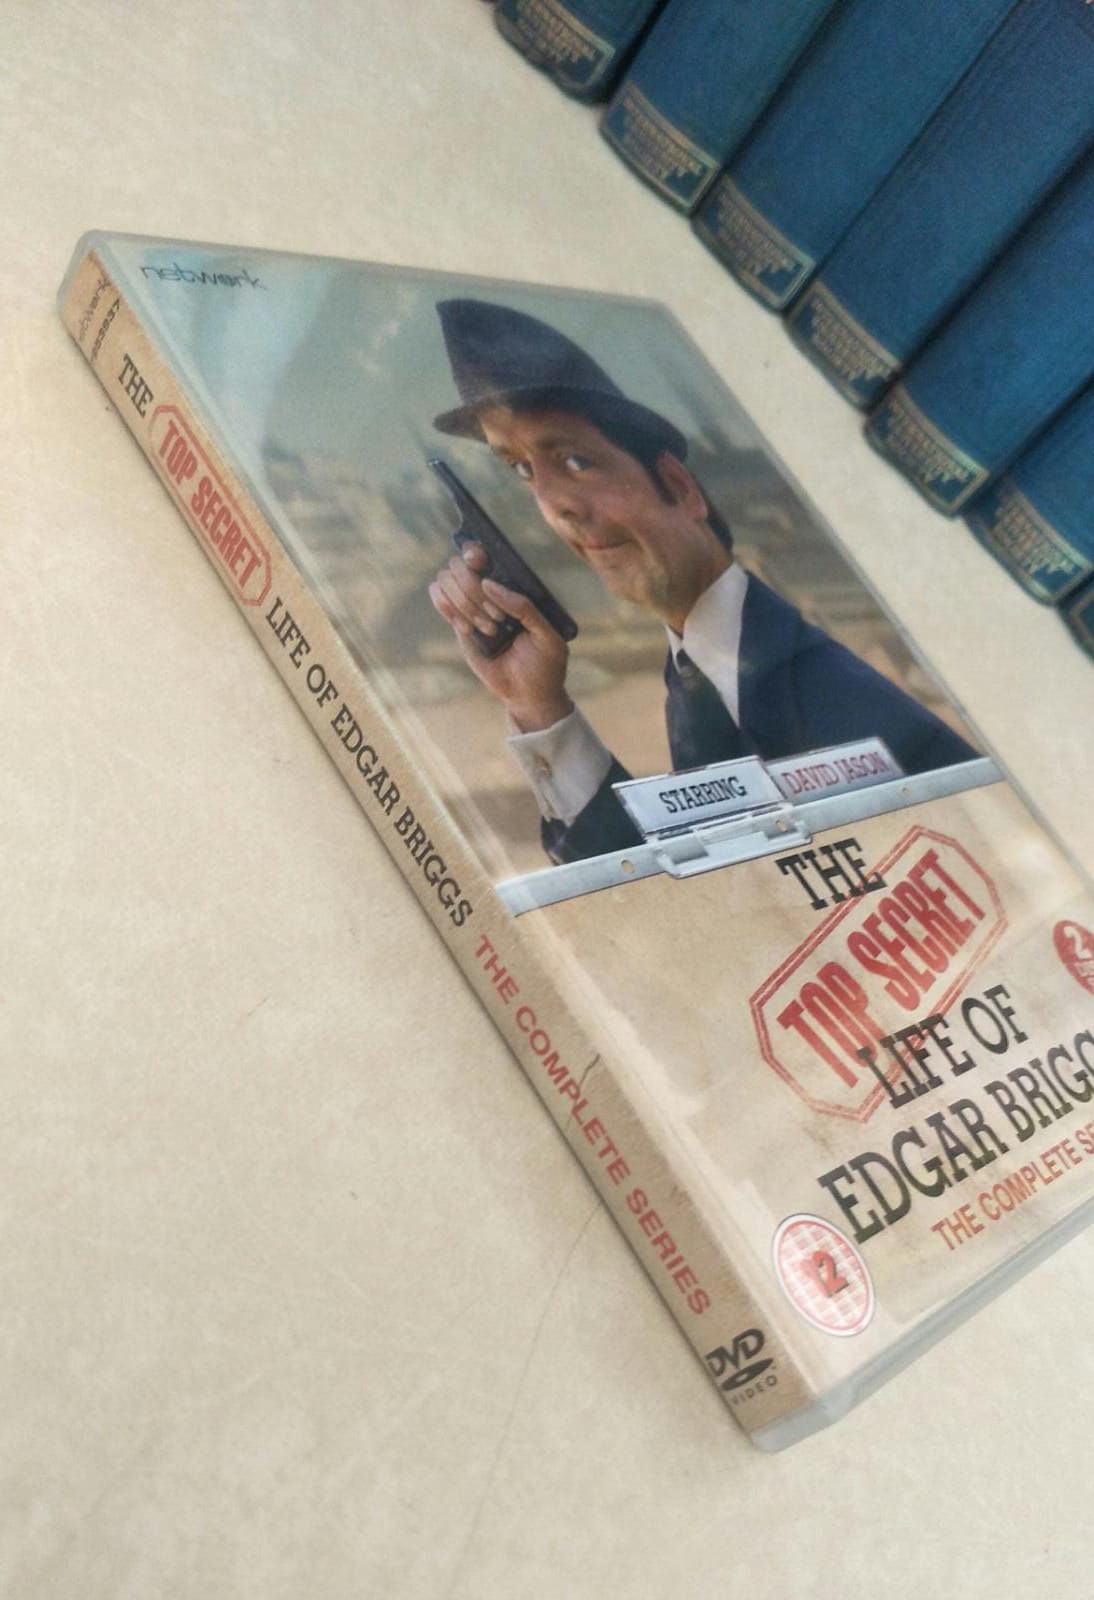 network
STARRING
DAVID JASON
THE
TOP SECRET
LIFE OF
EDGAR BRIGG
THE COMPLETE SE
2
12
network
THE TOP SECRET LIFE OF EDGAR BRIGGS THE COMPLETE SERIES
DVD
VIDEO